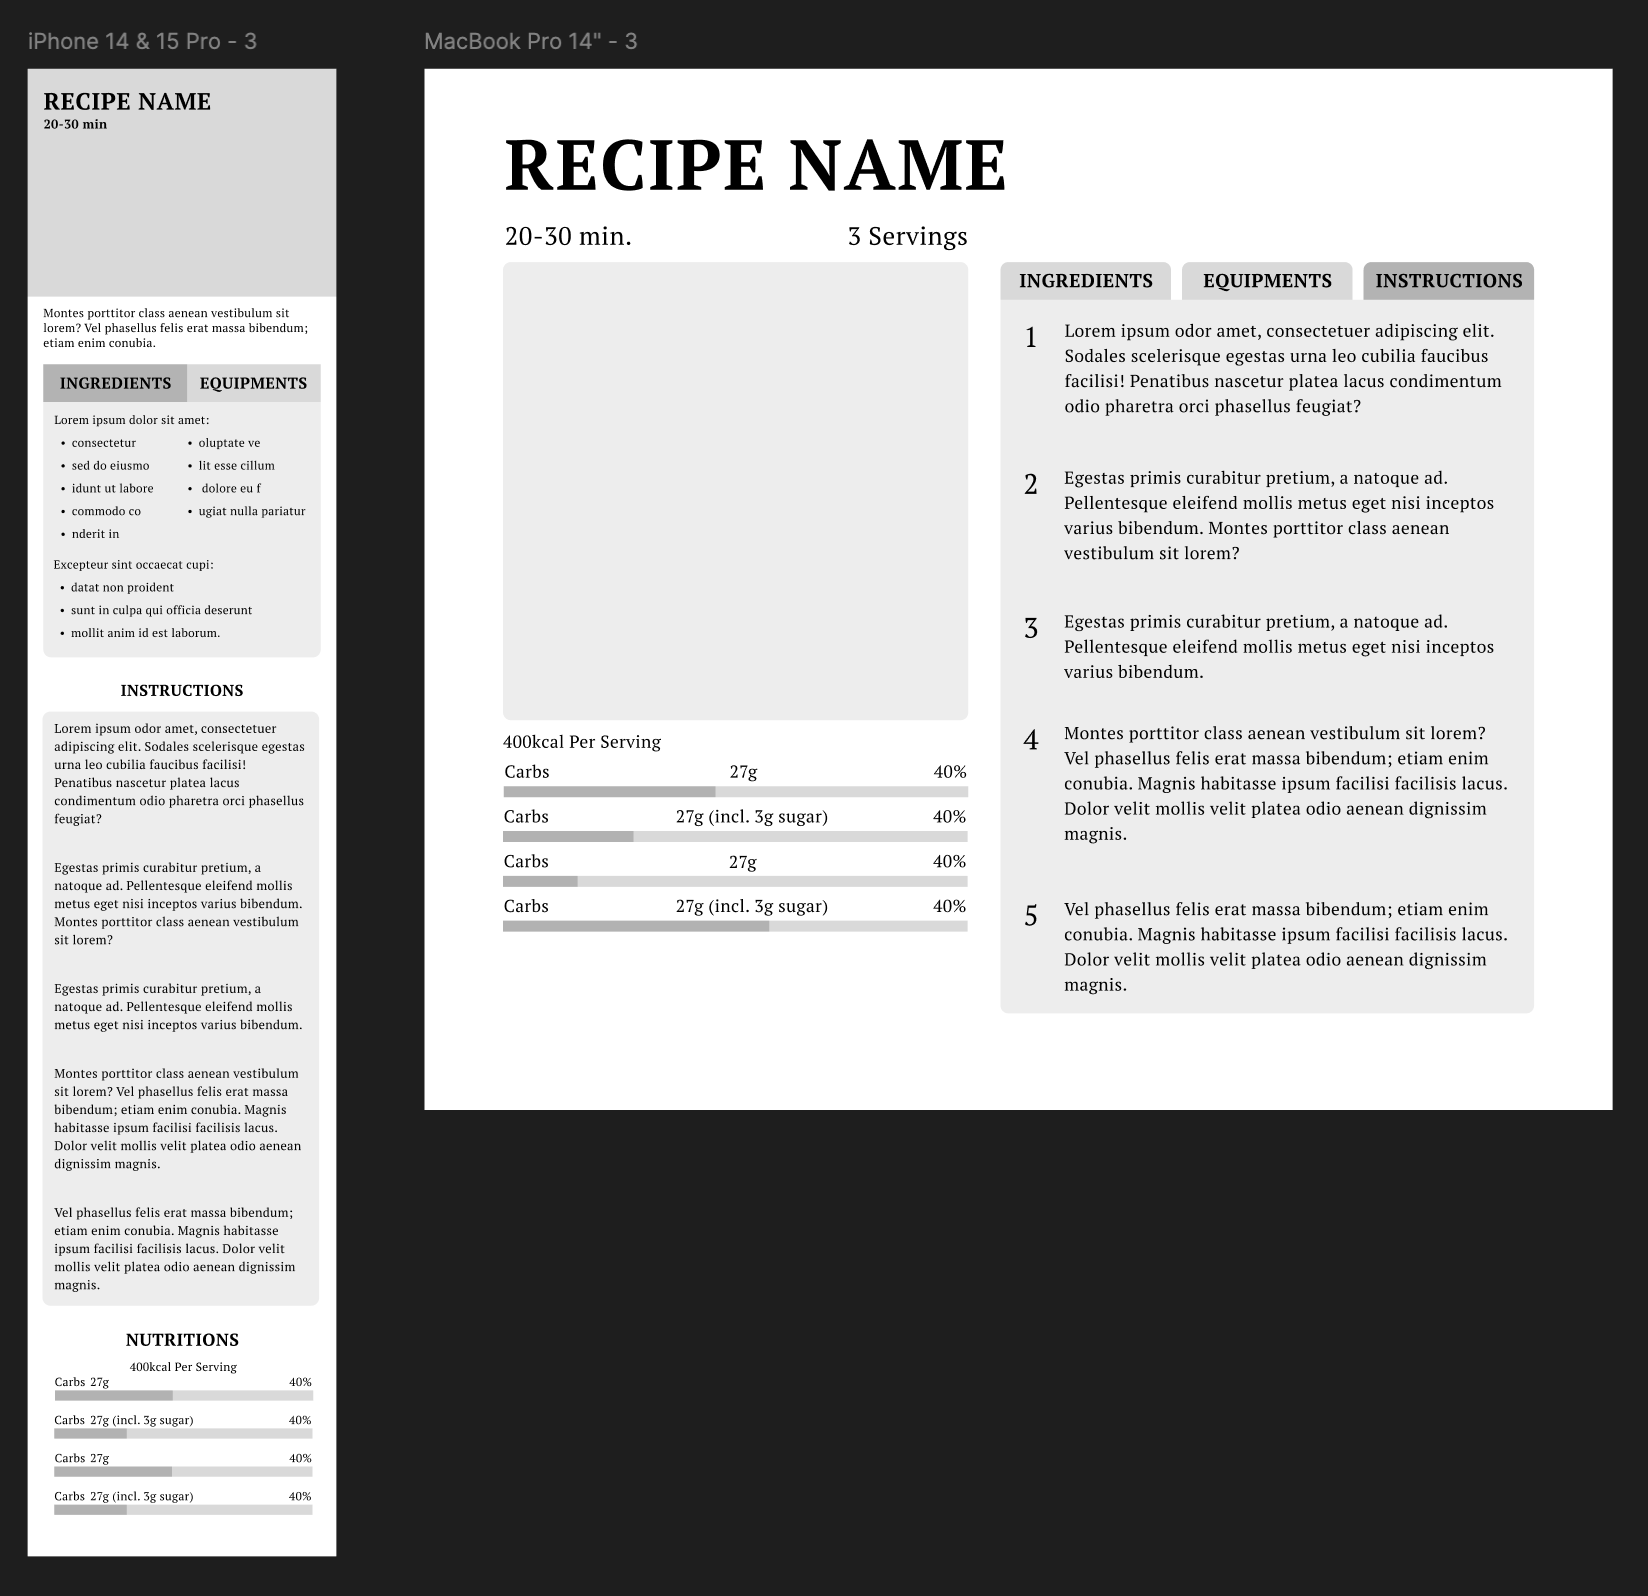 iPhone 14 & 15 Pro - 3
RECIPE NAME
20-30 min
Montes porttitor class aenean vestibulum sit
lorem? Vel phasellus felis erat massa bibendum;
etiam enim conubia.
INGREDIENTS EQUIPMENTS
Lorem ipsum dolor sit amet:
• consectetur • oluptate ve
• sed do eiusmo • lit esse cillum
• idunt ut labore • dolore eu f
• commodo co • ugiat nulla pariatur
• nderit in
Excepteur sint occaecat cupi:
• datat non proident
• sunt in culpa qui officia deserunt
• mollit anim id est laborum.
INSTRUCTIONS
Lorem ipsum odor amet, consectetuer
adipiscing elit. Sodales scelerisque egestas
urna leo cubilia faucibus facilisi!
Penatibus nascetur platea lacus
condimentum odio pharetra orci phasellus
feugiat?
Egestas primis curabitur pretium, a
natoque ad. Pellentesque eleifend mollis
metus eget nisi inceptos varius bibendum.
Montes porttitor class aenean vestibulum
sit lorem?
Egestas primis curabitur pretium, a
natoque ad. Pellentesque eleifend mollis
metus eget nisi inceptos varius bibendum.
Montes porttitor class aenean vestibulum
sit lorem? Vel phasellus felis erat massa
bibendum; etiam enim conubia. Magnis
habitasse ipsum facilisi facilisis lacus.
Dolor velit mollis velit platea odio aenean
dignissim magnis.
Vel phasellus felis erat massa bibendum;
etiam enim conubia. Magnis habitasse
ipsum facilisi facilisis lacus. Dolor velit
mollis velit platea odio aenean dignissim
magnis.
NUTRITIONS
400kcal Per Serving
Carbs 27g 40%
Carbs 27g (incl. 3g sugar) 40%
Carbs 27g 40%
Carbs 27g (incl. 3g sugar) 40%
MacBook Pro 14" - 3
RECIPE NAME
20-30 min. 3 Servings
400kcal Per Serving
Carbs 27g 40%
Carbs 27g (incl. 3g sugar) 40%
Carbs 27g 40%
Carbs 27g (incl. 3g sugar) 40%
INGREDIENTS EQUIPMENTS INSTRUCTIONS
1 Lorem ipsum odor amet, consectetuer adipiscing elit.
Sodales scelerisque egestas urna leo cubilia faucibus
facilisi! Penatibus nascetur platea lacus condimentum
odio pharetra orci phasellus feugiat?
2 Egestas primis curabitur pretium, a natoque ad.
Pellentesque eleifend mollis metus eget nisi inceptos
varius bibendum. Montes porttitor class aenean
vestibulum sit lorem?
3 Egestas primis curabitur pretium, a natoque ad.
Pellentesque eleifend mollis metus eget nisi inceptos
varius bibendum.
4 Montes porttitor class aenean vestibulum sit lorem?
Vel phasellus felis erat massa bibendum; etiam enim
conubia. Magnis habitasse ipsum facilisi facilisis lacus.
Dolor velit mollis velit platea odio aenean dignissim
magnis.
5 Vel phasellus felis erat massa bibendum; etiam enim
conubia. Magnis habitasse ipsum facilisi facilisis lacus.
Dolor velit mollis velit platea odio aenean dignissim
magnis.